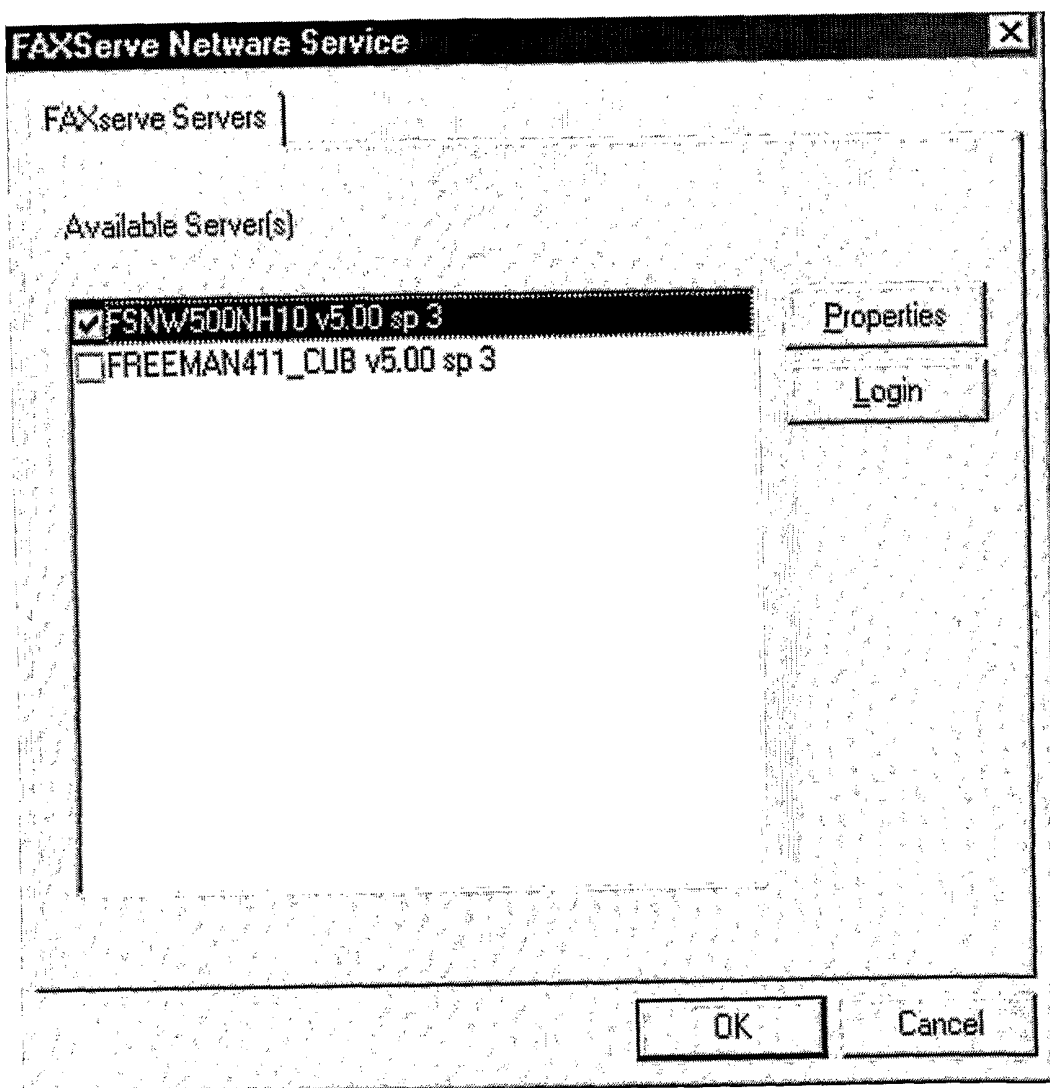 FAXServe Netware Service
FAXserve Servers
Available Server(s)
FSNW500NH10 v5.00 sp 3
FREEMAN411_CUB v5.00 sp 3
Properties
Login
OK
Cancel